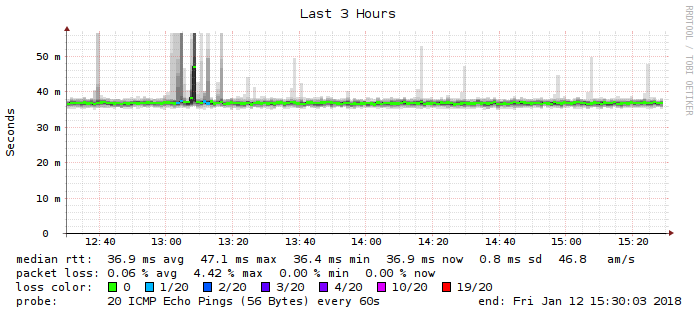 Last 3 Hours
RRDTOOL / TOBI OETIKER
Seconds
50 m
40 m
30 m
20 m
10 m
0
12:40 13:00 13:20 13:40 14:00 14:20 14:40 15:00 15:20
median rtt: 36.9 ms avg 47.1 ms max 36.4 ms min 36.9 ms now 0.8 ms sd 46.8 am/s
packet loss: 0.06 % avg 4.42 % max 0.00 % min 0.00 % now
loss color: 0 1/20 2/20 3/20 4/20 10/20 19/20
probe: 20 ICMP Echo Pings (56 Bytes) every 60s end: Fri Jan 12 15:30:03 2018